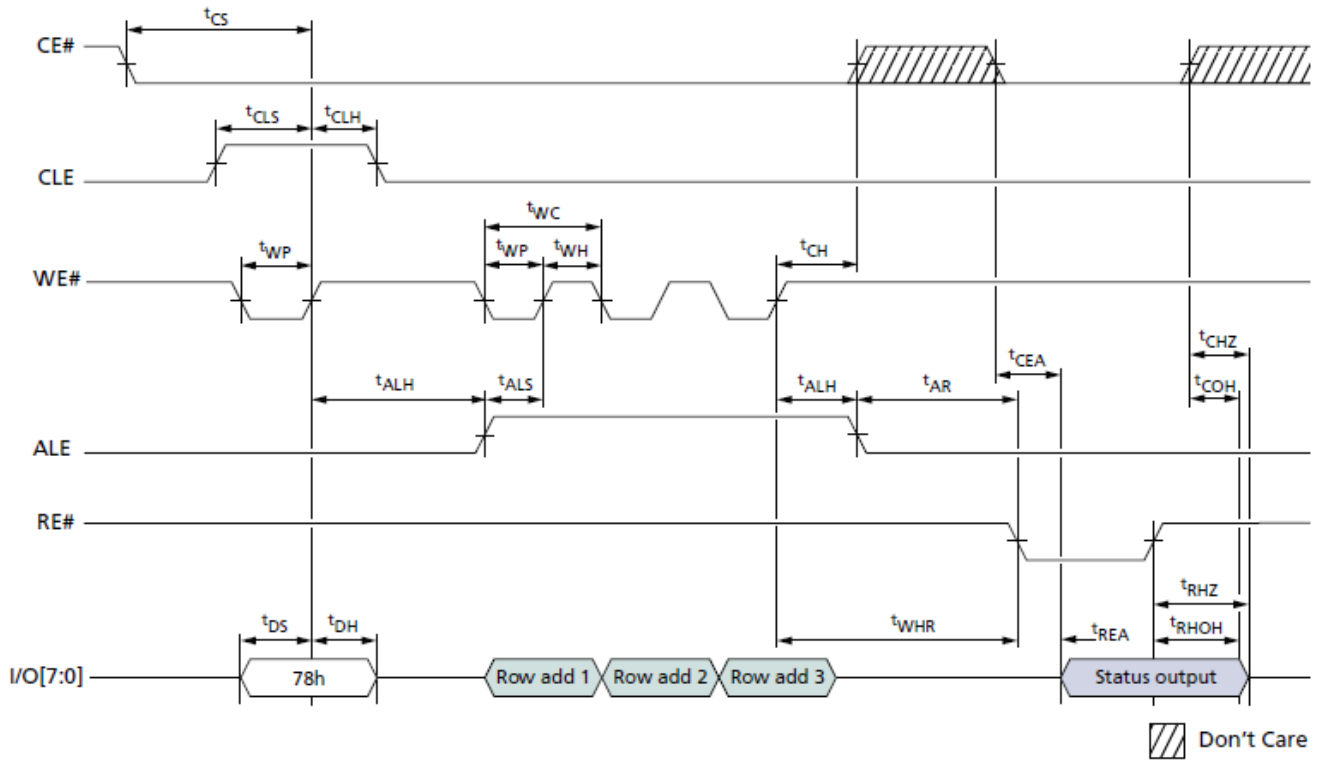 tCS
CE#
tCLS tCLH
CLE
tWC
tWP tWP tWH tCH
WE#
tCHZ
tCEA
tALH tALS tALH tAR tCOH
ALE
RE#
tRHZ
tDS tDH tWHR tREA tRHOH
I/O[7:0] 78h Row add 1 Row add 2 Row add 3 Status output
Don't Care